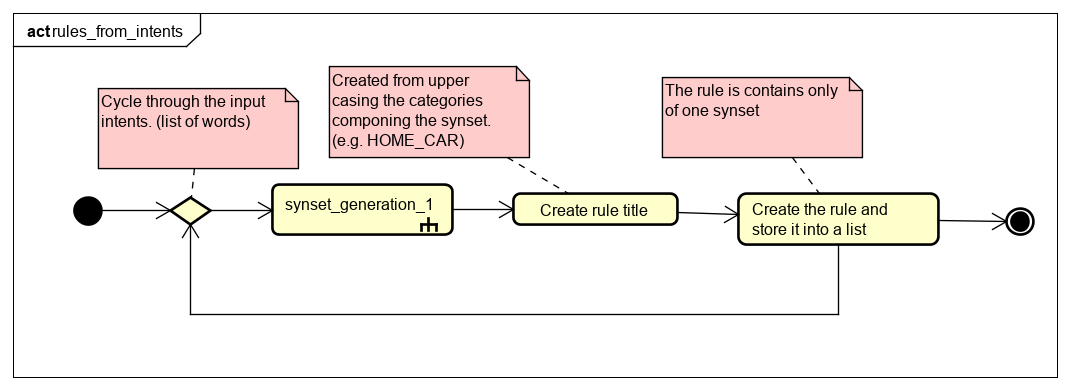 act rules_from_intents
Cycle through the input
intents. (list of words)
Created from upper
casing the categories
componing the synset.
(e.g. HOME_CAR)
The rule is contains only
of one synset
synset_generation_1
Create rule title
Create the rule and
store it into a list